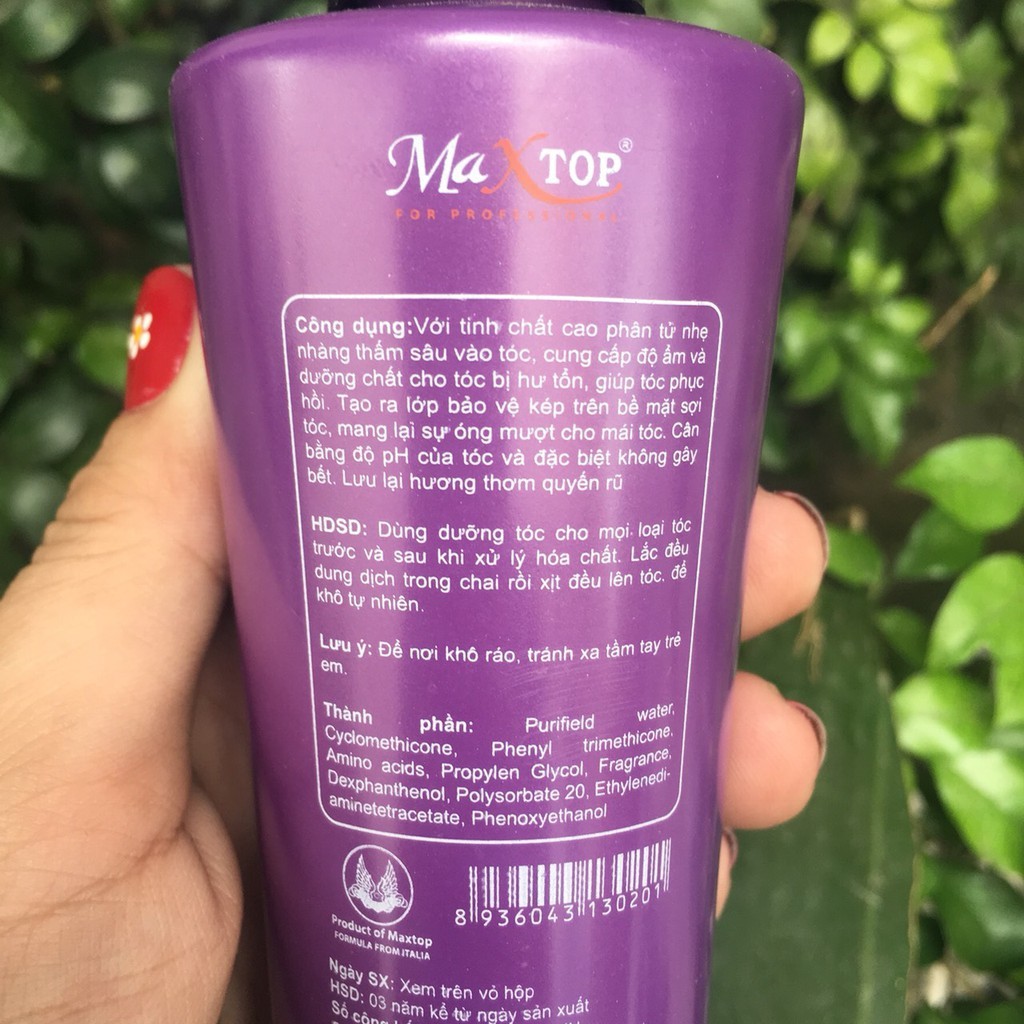 MaXTOP®
FOR PROFESSIONAL
Công dụng:Với tinh chất cao phân tử nhẹ
nhàng thấm sâu vào tóc, cung cấp độ ẩm và
dưỡng chất cho tóc bị hư tổn, giúp tóc phục
hồi. Tạo ra lớp bảo vệ kép trên bề mặt sợi
tóc, mang lại sự óng mượt cho mái tóc. Cân
bằng độ pH của tóc và đặc biệt không gây
bết. Lưu lại hương thơm quyến rũ
HDSD: Dùng dưỡng tóc cho mọi loại tóc
trước và sau khi xử lý hóa chất. Lắc đều
dung dịch trong chai rồi xịt đều lên tóc. để
khô tự nhiên.
Lưu ý: Để nơi khô ráo, tránh xa tầm tay trẻ
em.
Thành phần: Purifield water,
Cyclomethicone, Phenyl trimethicone,
Amino acids, Propylen Glycol, Fragrance,
Dexphanthenol, Polysorbate 20, Ethylenedi-
aminetetracetate, Phenoxyethanol
8 936043 130201
Product of Maxtop
FORMULA FROM ITALIA
Ngày SX: Xem trên vỏ hộp
HSD: 03 năm kể từ ngày sản xuất
Số công